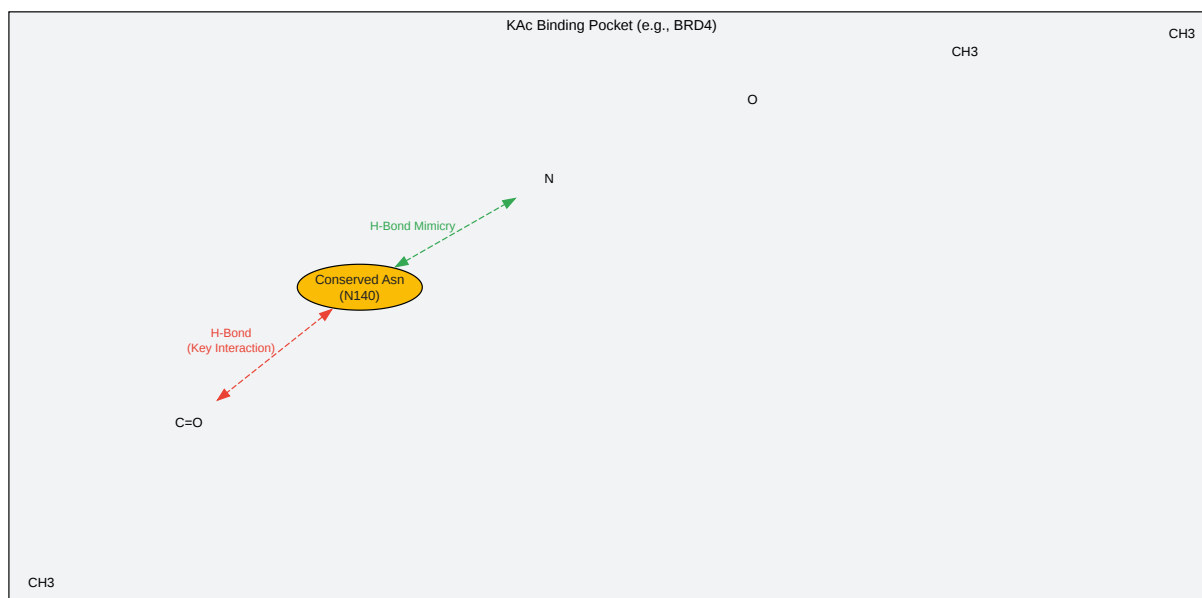 KAc Binding Pocket (e.g., BRD4)
CH3
CH3
O
N
H-Bond Mimicry
Conserved Asn
(N140)
H-Bond
(Key Interaction)
C=O
CH3